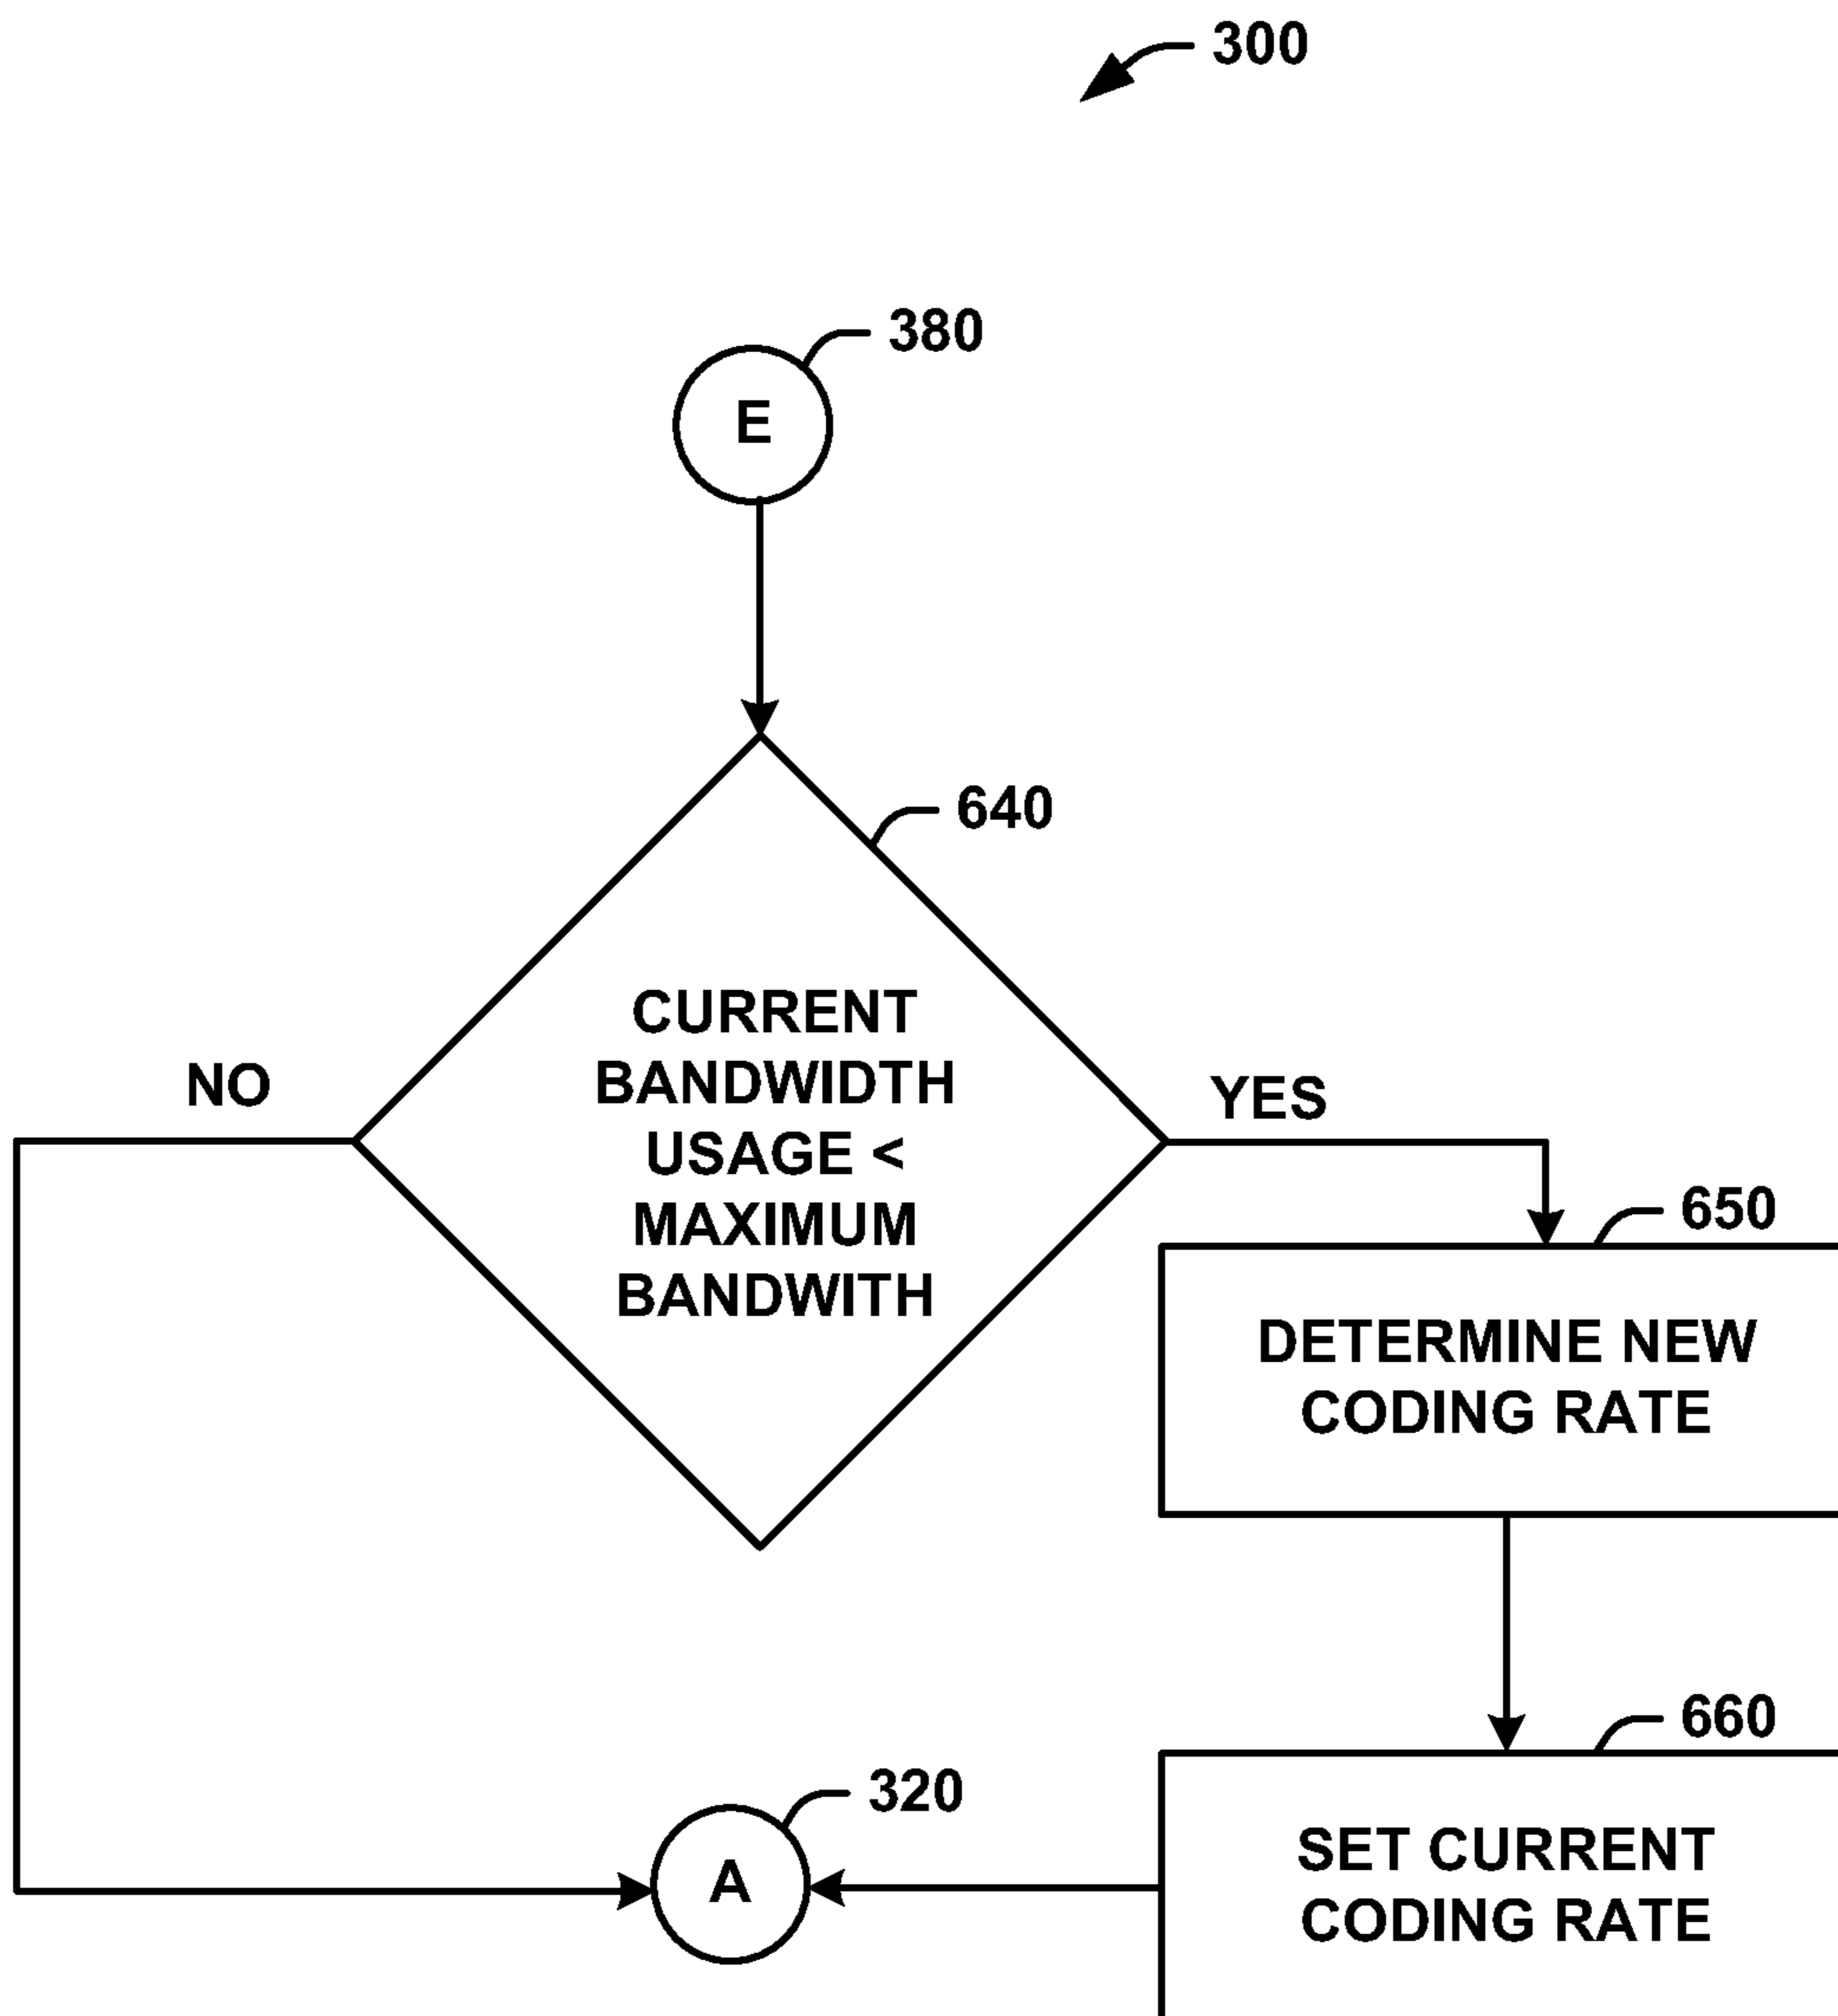 300
380
E
640
CURRENT
BANDWIDTH
USAGE <
MAXIMUM
BANDWITH
NO
YES
650
DETERMINE NEW
CODING RATE
660
320
A
SET CURRENT
CODING RATE